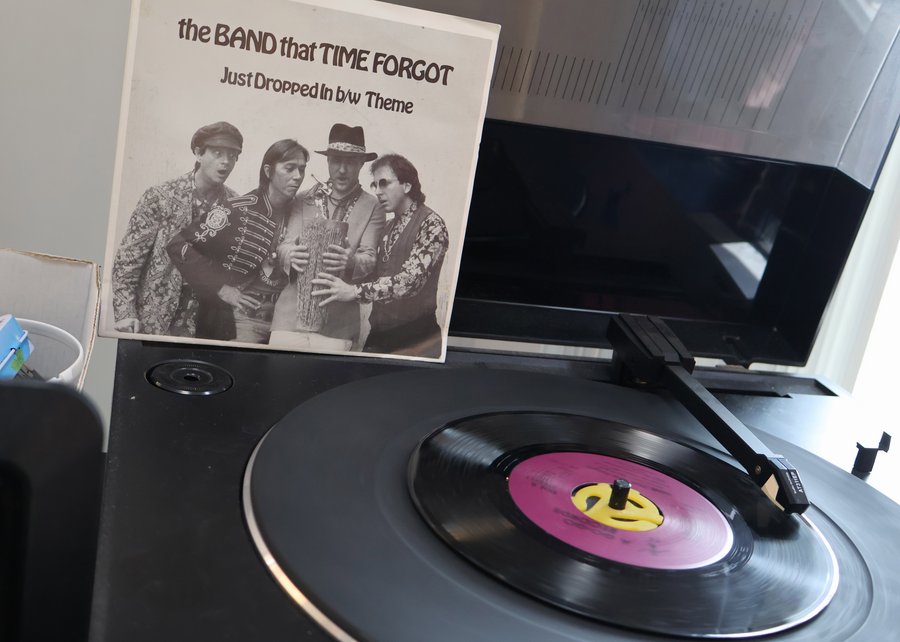 the BAND that TIME FORGOT
Just Dropped In b/w Theme